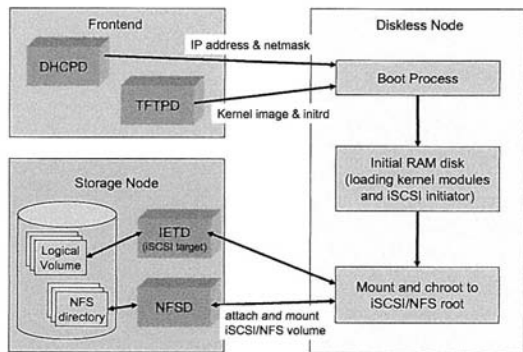 Frontend
DHCPD
TFTPD
IP address & netmask
Kernel image & initrd
Diskless Node
Boot Process
Initial RAM disk
(loading kernel modules
and iSCSI initiator)
Mount and chroot to
iSCSI/NFS root
Storage Node
Logical
Volume
NFS
directory
IETD
(iSCSI target)
NFSD
attach and mount
iSCSI/NFS volume